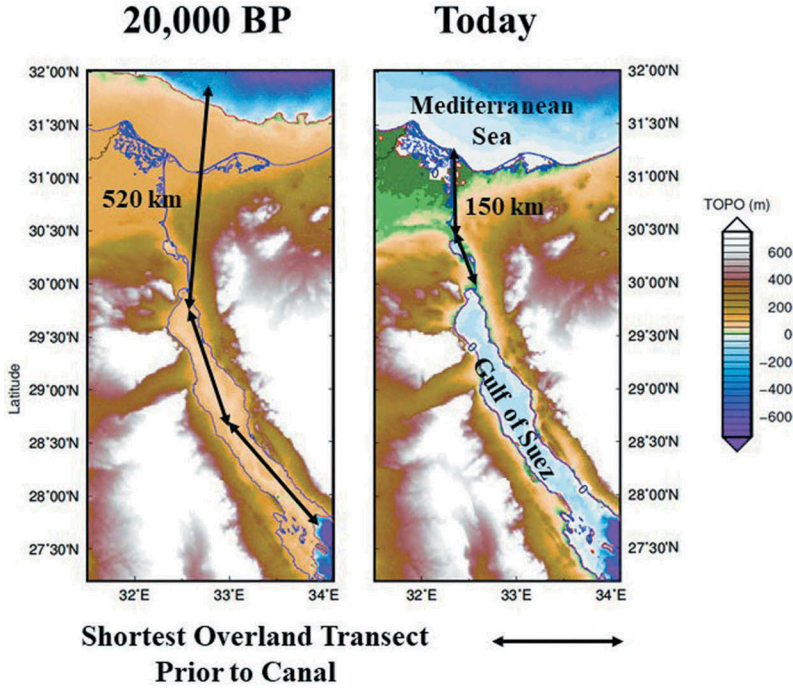 20,000 BP
Today
32°00'N
31°30'N
31°00'N
30°30'N
30°00'N
29°30'N
29°00'N
28°30'N
28°00'N
27°30'N
Latitude
520 km
32°E
33°E
34°E
Mediterranean
Sea
150 km
Gulf of Suez
0
0
0
32°00'N
31°30'N
31°00'N
30°30'N
30°00'N
29°30'N
29°00'N
28°30'N
28°00'N
27°30'N
32°E
33°E
34°E
TOPO (m)
600
400
200
0
−200
−400
−600
Shortest Overland Transect
Prior to Canal